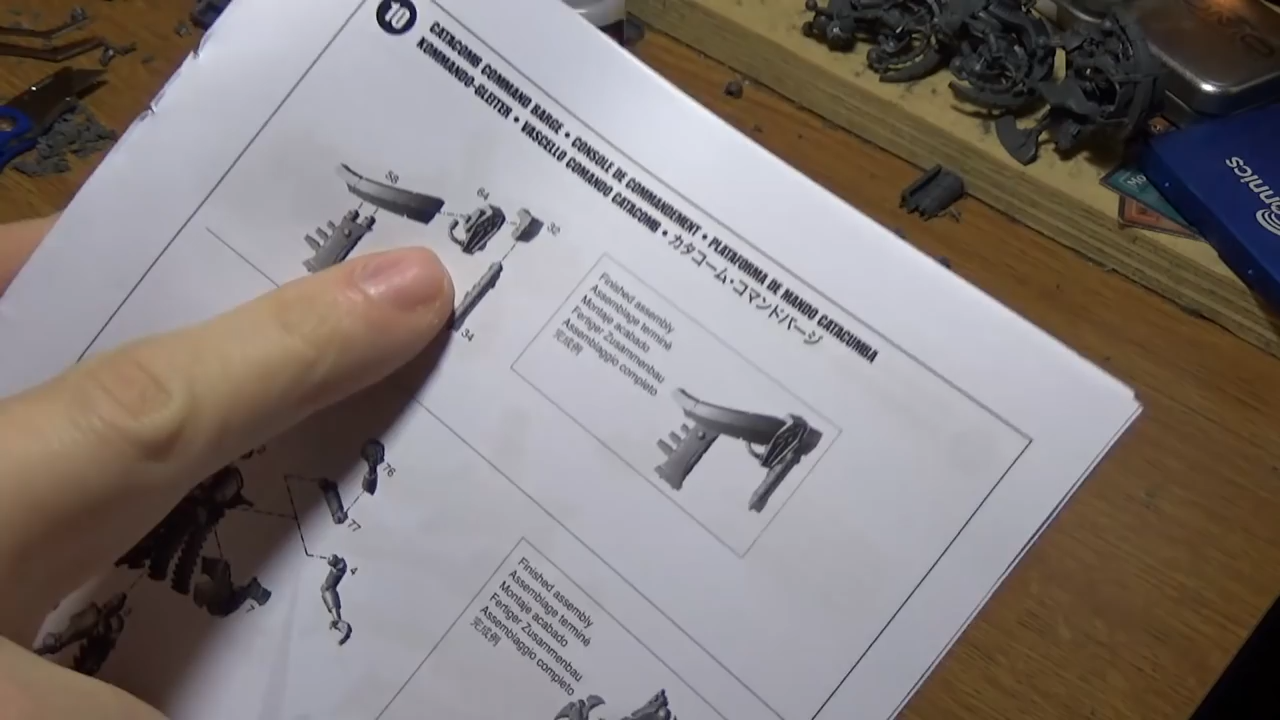 10
CATACOMB COMMAND BARGE • CONSOLE DE COMMANDEMENT • PLATAFORMA DE MANDO CATACUMBA
KOMMANDO-GLEITER • VASCELLO COMANDO CATACOMB • カタコーム・コマンドバージ
58
64
32
34
Finished assembly
Assemblage terminé
Montaje acabado
Fertiger Zusammenbau
Assemblaggio completo
完成例
76
77
4
Finished assembly
Assemblage terminé
Montaje acabado
Fertiger Zusammenbau
Assemblaggio completo
完成例